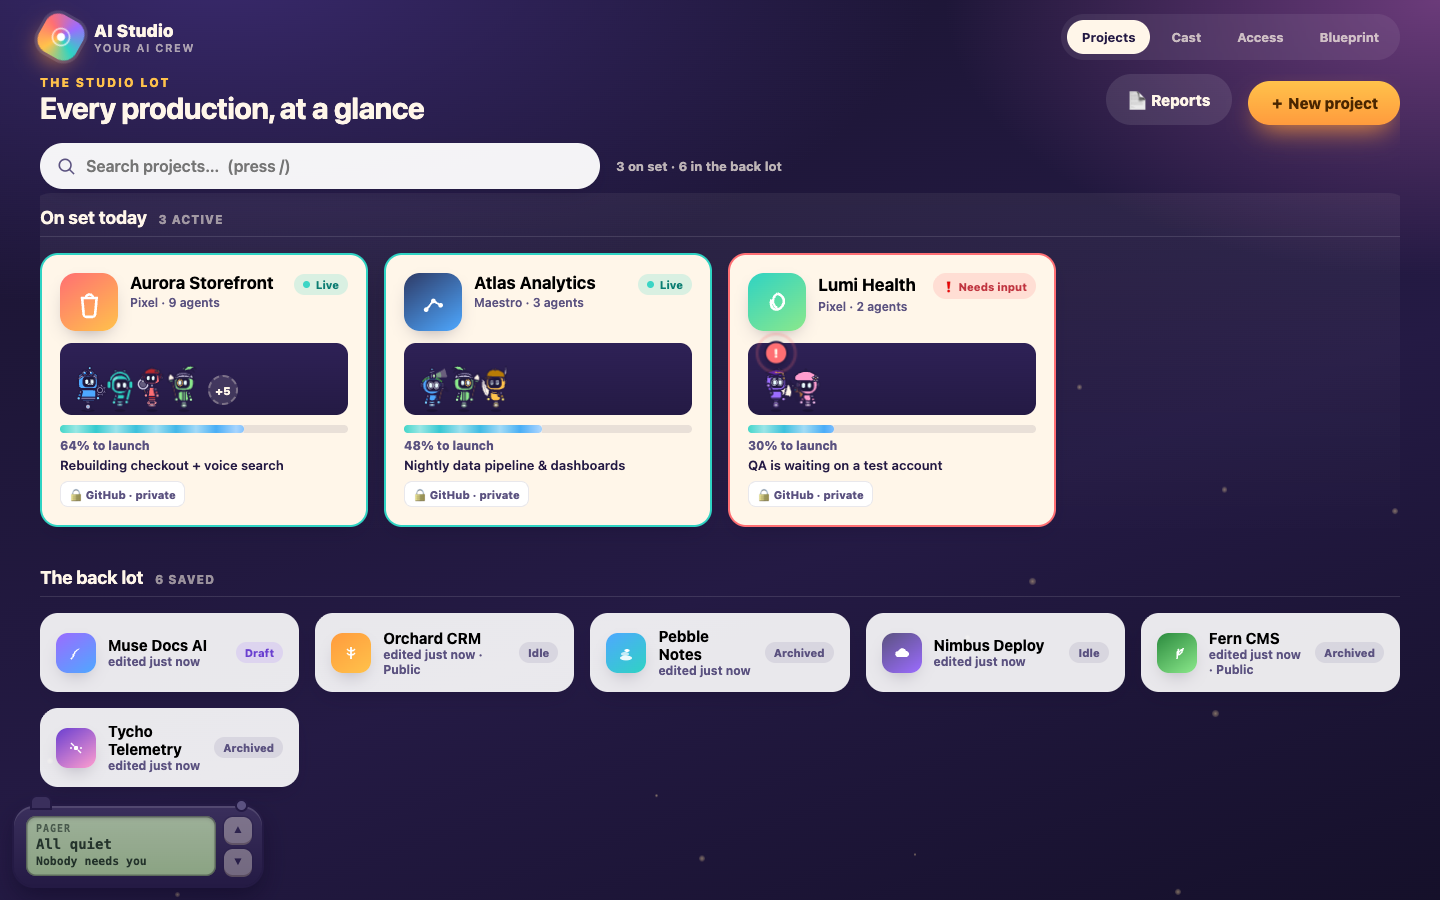 AI Studio
YOUR AI CREW
Projects
Cast
Access
Blueprint
THE STUDIO LOT
Every production, at a glance
Reports
+ New project
Search projects... (press /)
3 on set · 6 in the back lot
On set today
3 ACTIVE
Aurora Storefront
Live
Pixel · 9 agents
+5
64% to launch
Rebuilding checkout + voice search
GitHub · private
Atlas Analytics
Live
Maestro · 3 agents
48% to launch
Nightly data pipeline & dashboards
GitHub · private
Lumi Health
! Needs input
Pixel · 2 agents
!
30% to launch
QA is waiting on a test account
GitHub · private
The back lot
6 SAVED
Muse Docs AI
edited just now
Draft
Orchard CRM
edited just now ·
Public
Idle
Pebble
Notes
edited just now
Archived
Nimbus Deploy
edited just now
Idle
Fern CMS
edited just now
· Public
Archived
Tycho
Telemetry
edited just now
Archived
PAGER
All quiet
Nobody needs you
▲
▼